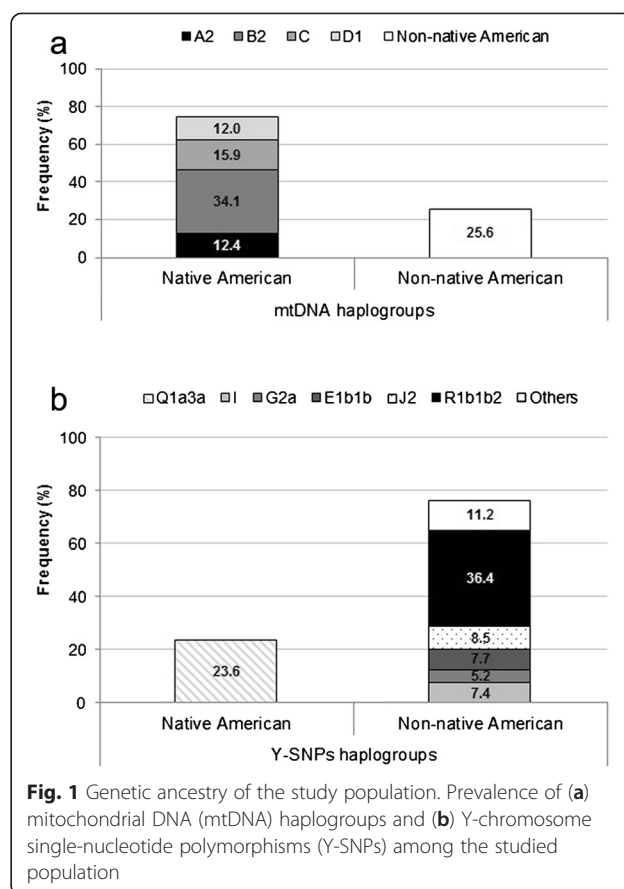 a
A2 B2 C D1 Non-native American
100
80
60
40
20
0
Frequency (%)
12.0
15.9
34.1
12.4
25.6
Native American Non-native American
mtDNA haplogroups
b
Q1a3a I G2a E1b1b J2 R1b1b2 Others
100
80
60
40
20
0
Frequency (%)
23.6
11.2
36.4
8.5
7.7
5.2
7.4
Native American Non-native American
Y-SNPs haplogroups
Fig. 1 Genetic ancestry of the study population. Prevalence of (a)
mitochondrial DNA (mtDNA) haplogroups and (b) Y-chromosome
single-nucleotide polymorphisms (Y-SNPs) among the studied
population